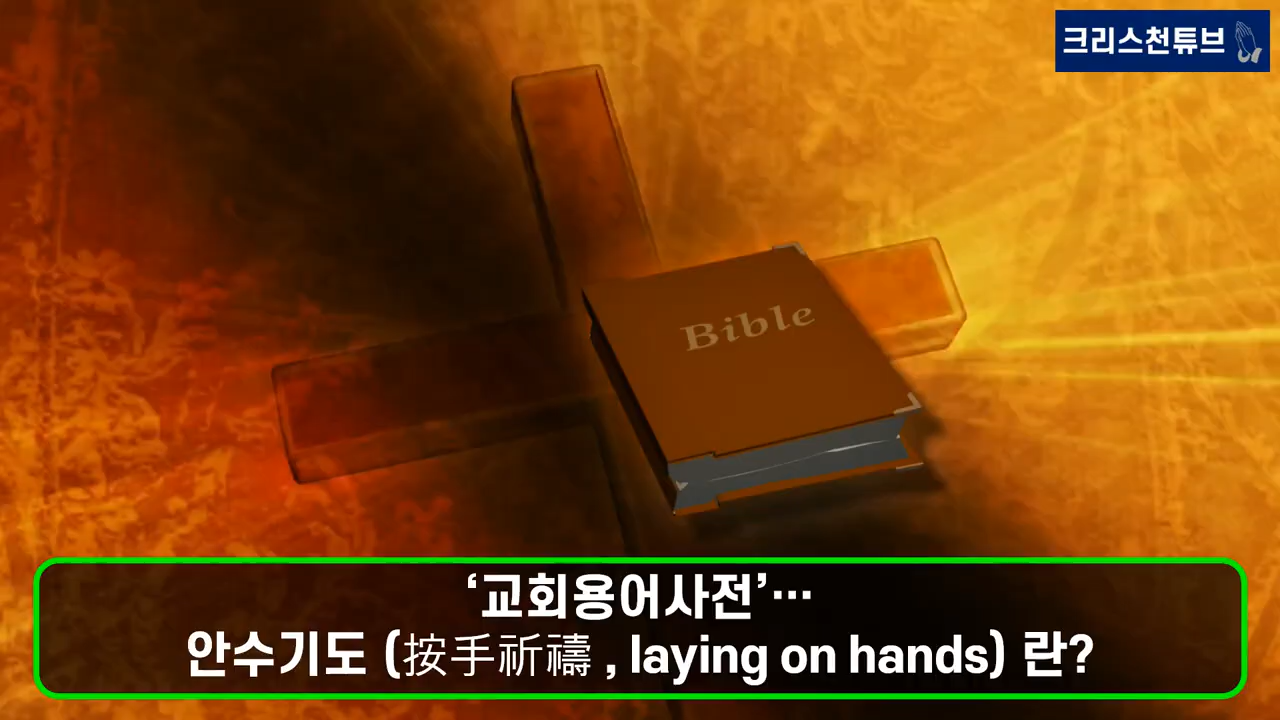 크리스천튜브
Bible
‘교회용어사전’…
안수기도 (按手祈禱 , laying on hands) 란?